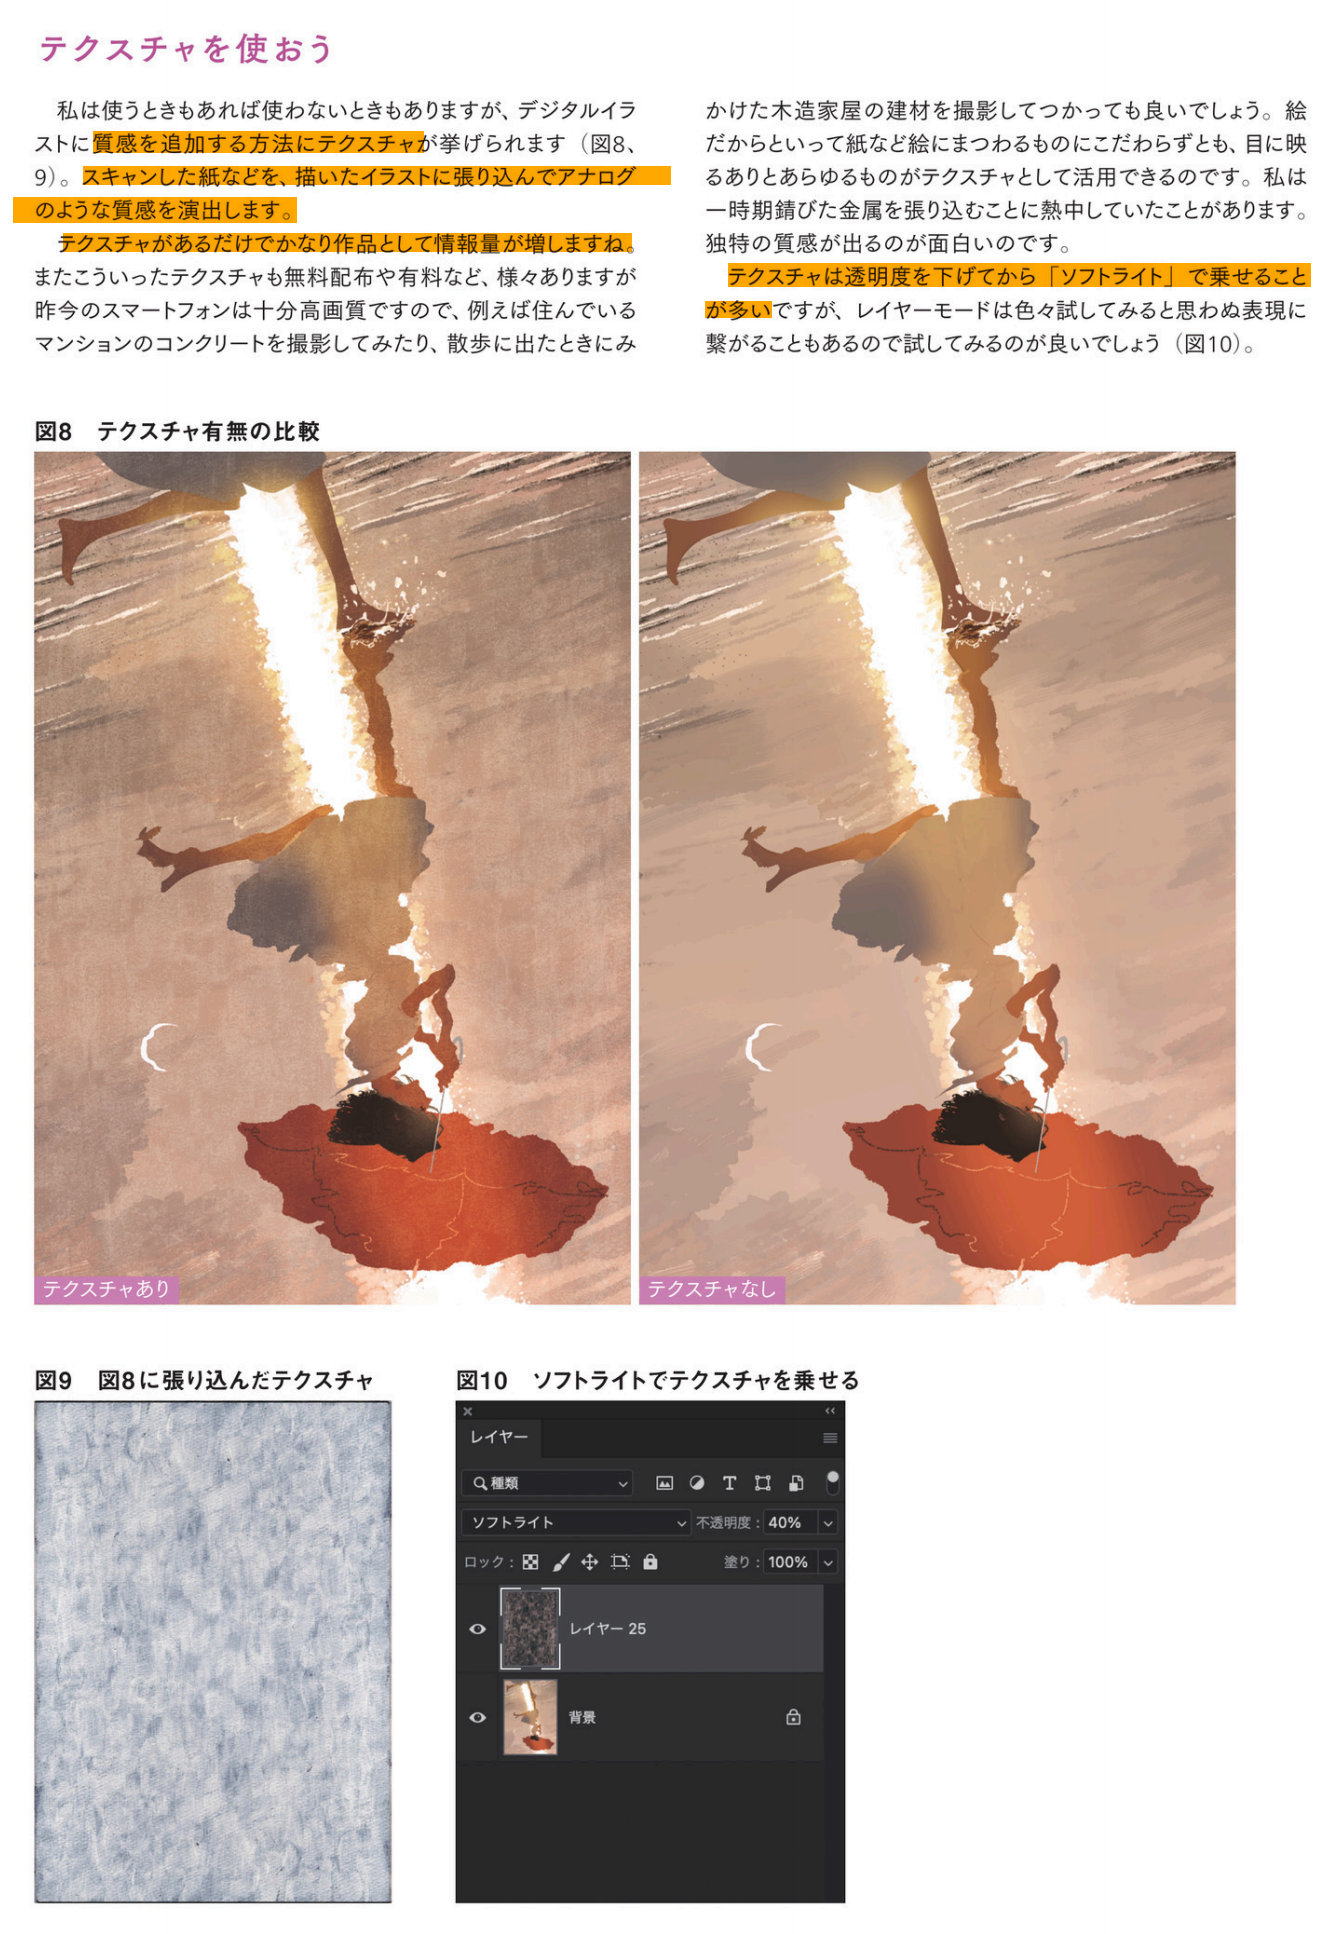 テクスチャを使おう
私は使うときもあれば使わないときもありますが、デジタルイラ
ストに質感を追加する方法にテクスチャが挙げられます（図8、
9）。スキャンした紙などを、描いたイラストに張り込んでアナログ
のような質感を演出します。
テクスチャがあるだけでかなり作品として情報量が増しますね。
またこういったテクスチャも無料配布や有料など、様々ありますが
昨今のスマートフォンは十分高画質ですので、例えば住んでいる
マンションのコンクリートを撮影してみたり、散歩に出たときにみ
かけた木造家屋の建材を撮影してつかっても良いでしょう。絵
だからといって紙など絵にまつわるものにこだわらずとも、目に映
るありとあらゆるものがテクスチャとして活用できるのです。私は
一時期錆びた金属を張り込むことに熱中していたことがあります。
独特の質感が出るのが面白いのです。
テクスチャは透明度を下げてから「ソフトライト」で乗せること
が多いですが、レイヤーモードは色々試してみると思わぬ表現に
繋がることもあるので試してみるのが良いでしょう（図10）。
図8　テクスチャ有無の比較
テクスチャあり
テクスチャなし
図9　図8に張り込んだテクスチャ
図10　ソフトライトでテクスチャを乗せる
レイヤー
種類
ソフトライト 不透明度： 40%
ロック： 塗り： 100%
レイヤー 25
背景